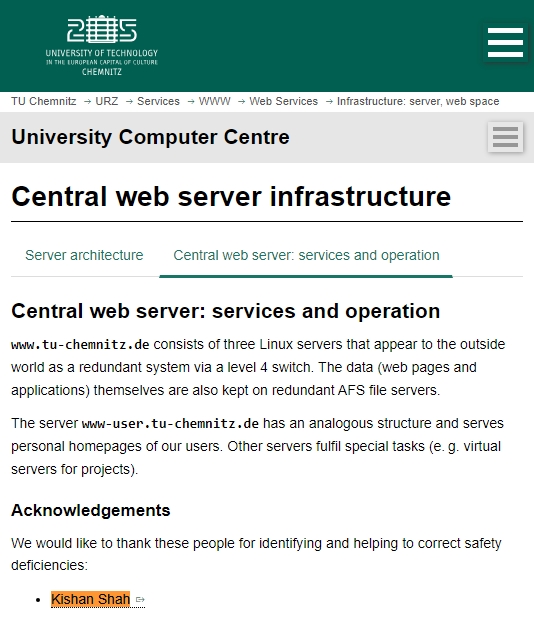 2025
UNIVERSITY OF TECHNOLOGY
IN THE EUROPEAN CAPITAL OF CULTURE
CHEMNITZ
TU Chemnitz → URZ → Services → WWW → Web Services → Infrastructure: server, web space
University Computer Centre
Central web server infrastructure
Server architecture Central web server: services and operation
Central web server: services and operation
www.tu-chemnitz.de consists of three Linux servers that appear to the outside
world as a redundant system via a level 4 switch. The data (web pages and
applications) themselves are also kept on redundant AFS file servers.
The server www-user.tu-chemnitz.de has an analogous structure and serves
personal homepages of our users. Other servers fulfil special tasks (e. g. virtual
servers for projects).
Acknowledgements
We would like to thank these people for identifying and helping to correct safety
deficiencies:
• Kishan Shah